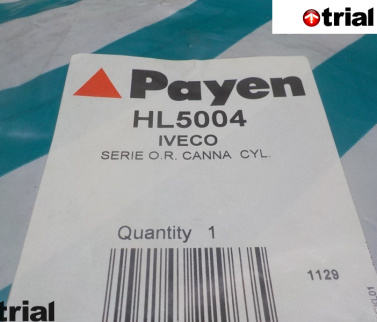 trial
Payen
HL5004
IVECO
SERIE O.R. CANNA CYL.
Quantity 1
1129
trial